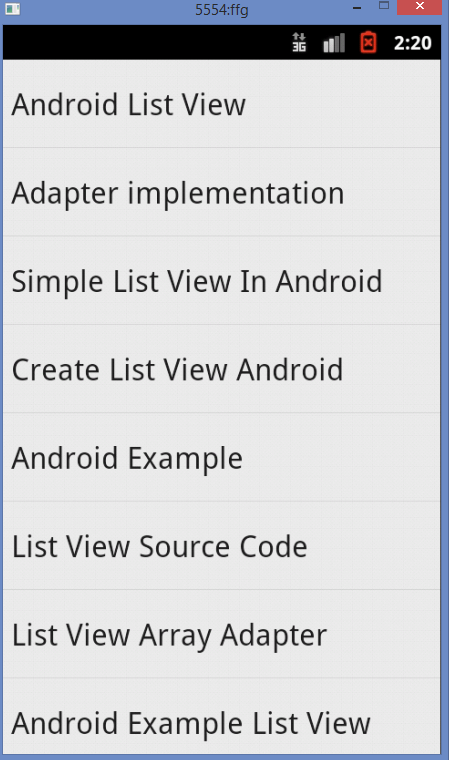 5554:ffg
3G 2:20
Android List View
Adapter implementation
Simple List View In Android
Create List View Android
Android Example
List View Source Code
List View Array Adapter
Android Example List View